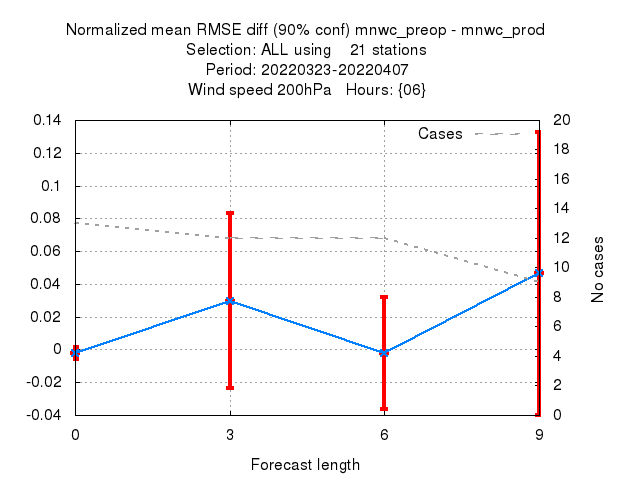 Normalized mean RMSE diff (90% conf) mnwc_preop - mnwc_prod
Selection: ALL using    21 stations
Period: 20220323-20220407
Wind speed 200hPa   Hours: {06}
Cases
0.14
0.12
0.1
0.08
0.06
0.04
0.02
0
-0.02
-0.04
20
18
16
14
12
10
8
6
4
2
0
No cases
0 3 6 9
Forecast length